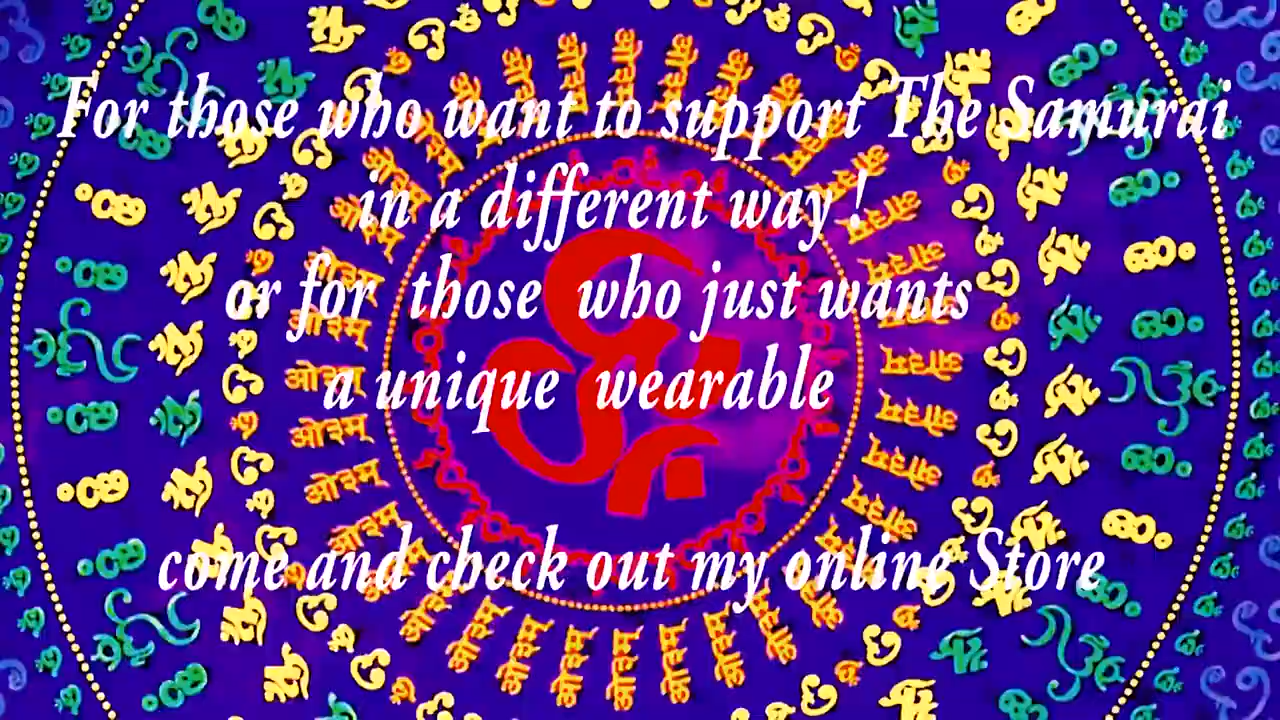 For those who want to support The Samurai
in a different way !
or for those who just wants
a unique wearable
come and check out my online Store
ओ३म्